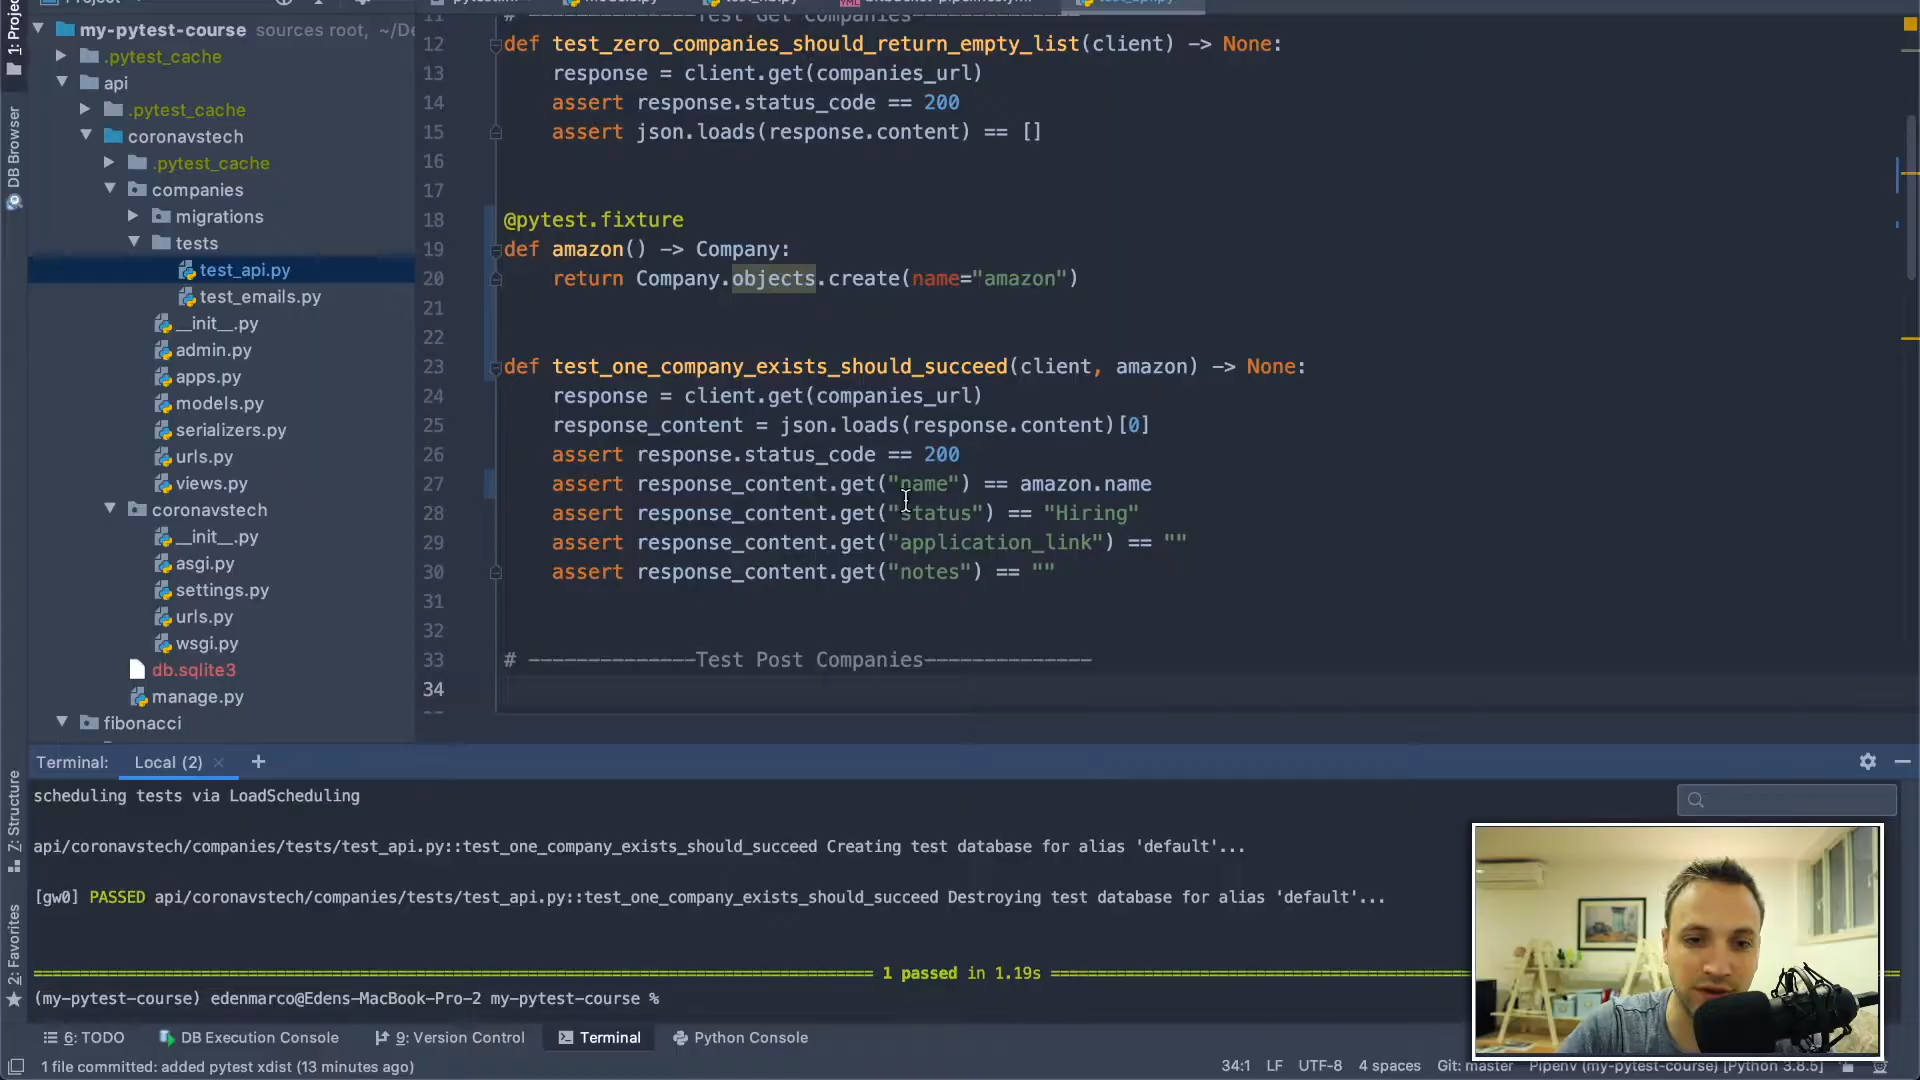 my-pytest-course sources root, ~/De
.pytest_cache
api
.pytest_cache
coronavstech
.pytest_cache
companies
migrations
tests
test_api.py
test_emails.py
__init__.py
admin.py
apps.py
models.py
serializers.py
urls.py
views.py
coronavstech
__init__.py
asgi.py
settings.py
urls.py
wsgi.py
db.sqlite3
manage.py
fibonacci
DB Browser
7: Structure
2: Favorites
# ——————————————Test Get Companies——————————————
12 def test_zero_companies_should_return_empty_list(client) -> None:
13 response = client.get(companies_url)
14 assert response.status_code == 200
15 assert json.loads(response.content) == []
16
17
18 @pytest.fixture
19 def amazon() -> Company:
20 return Company.objects.create(name="amazon")
21
22
23 def test_one_company_exists_should_succeed(client, amazon) -> None:
24 response = client.get(companies_url)
25 response_content = json.loads(response.content)[0]
26 assert response.status_code == 200
27 assert response_content.get("name") == amazon.name
28 assert response_content.get("status") == "Hiring"
29 assert response_content.get("application_link") == ""
30 assert response_content.get("notes") == ""
31
32
33 # ——————————————Test Post Companies——————————————
34
Terminal: Local (2) × +
scheduling tests via LoadScheduling
api/coronavstech/companies/tests/test_api.py::test_one_company_exists_should_succeed Creating test database for alias 'default'...
[gw0] PASSED api/coronavstech/companies/tests/test_api.py::test_one_company_exists_should_succeed Destroying test database for alias 'default'...
1 passed in 1.19s
(my-pytest-course) edenmarco@Edens-MacBook-Pro-2 my-pytest-course %
6: TODO DB Execution Console 9: Version Control Terminal Python Console
1 file committed: added pytest xdist (13 minutes ago) 34:1 LF UTF-8 4 spaces Git: master Pipenv (my-pytest-course) [Python 3.8.5]